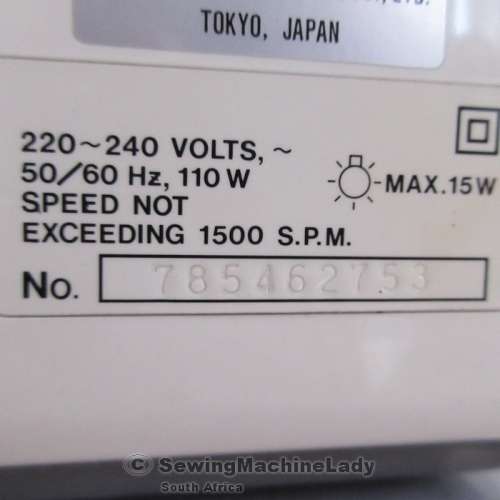 TOKYO, JAPAN
220~240 VOLTS, ~
50/60 Hz, 110 W
MAX.15W
SPEED NOT
EXCEEDING 1500 S.P.M.
No. 785462753
© SewingMachineLady
South Africa